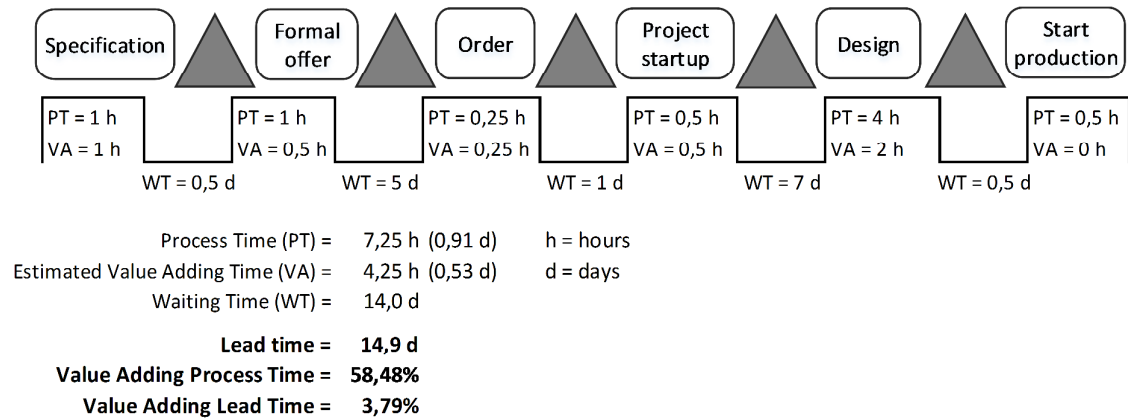 Specification
Formal
offer
Order
Project
startup
Design
Start
production
PT = 1 h
VA = 1 h
PT = 1 h
VA = 0,5 h
PT = 0,25 h
VA = 0,25 h
PT = 0,5 h
VA = 0,5 h
PT = 4 h
VA = 2 h
PT = 0,5 h
VA = 0 h
WT = 0,5 d
WT = 5 d
WT = 1 d
WT = 7 d
WT = 0,5 d
Process Time (PT) = 7,25 h (0,91 d) h = hours
Estimated Value Adding Time (VA) = 4,25 h (0,53 d) d = days
Waiting Time (WT) = 14,0 d
Lead time = 14,9 d
Value Adding Process Time = 58,48%
Value Adding Lead Time = 3,79%